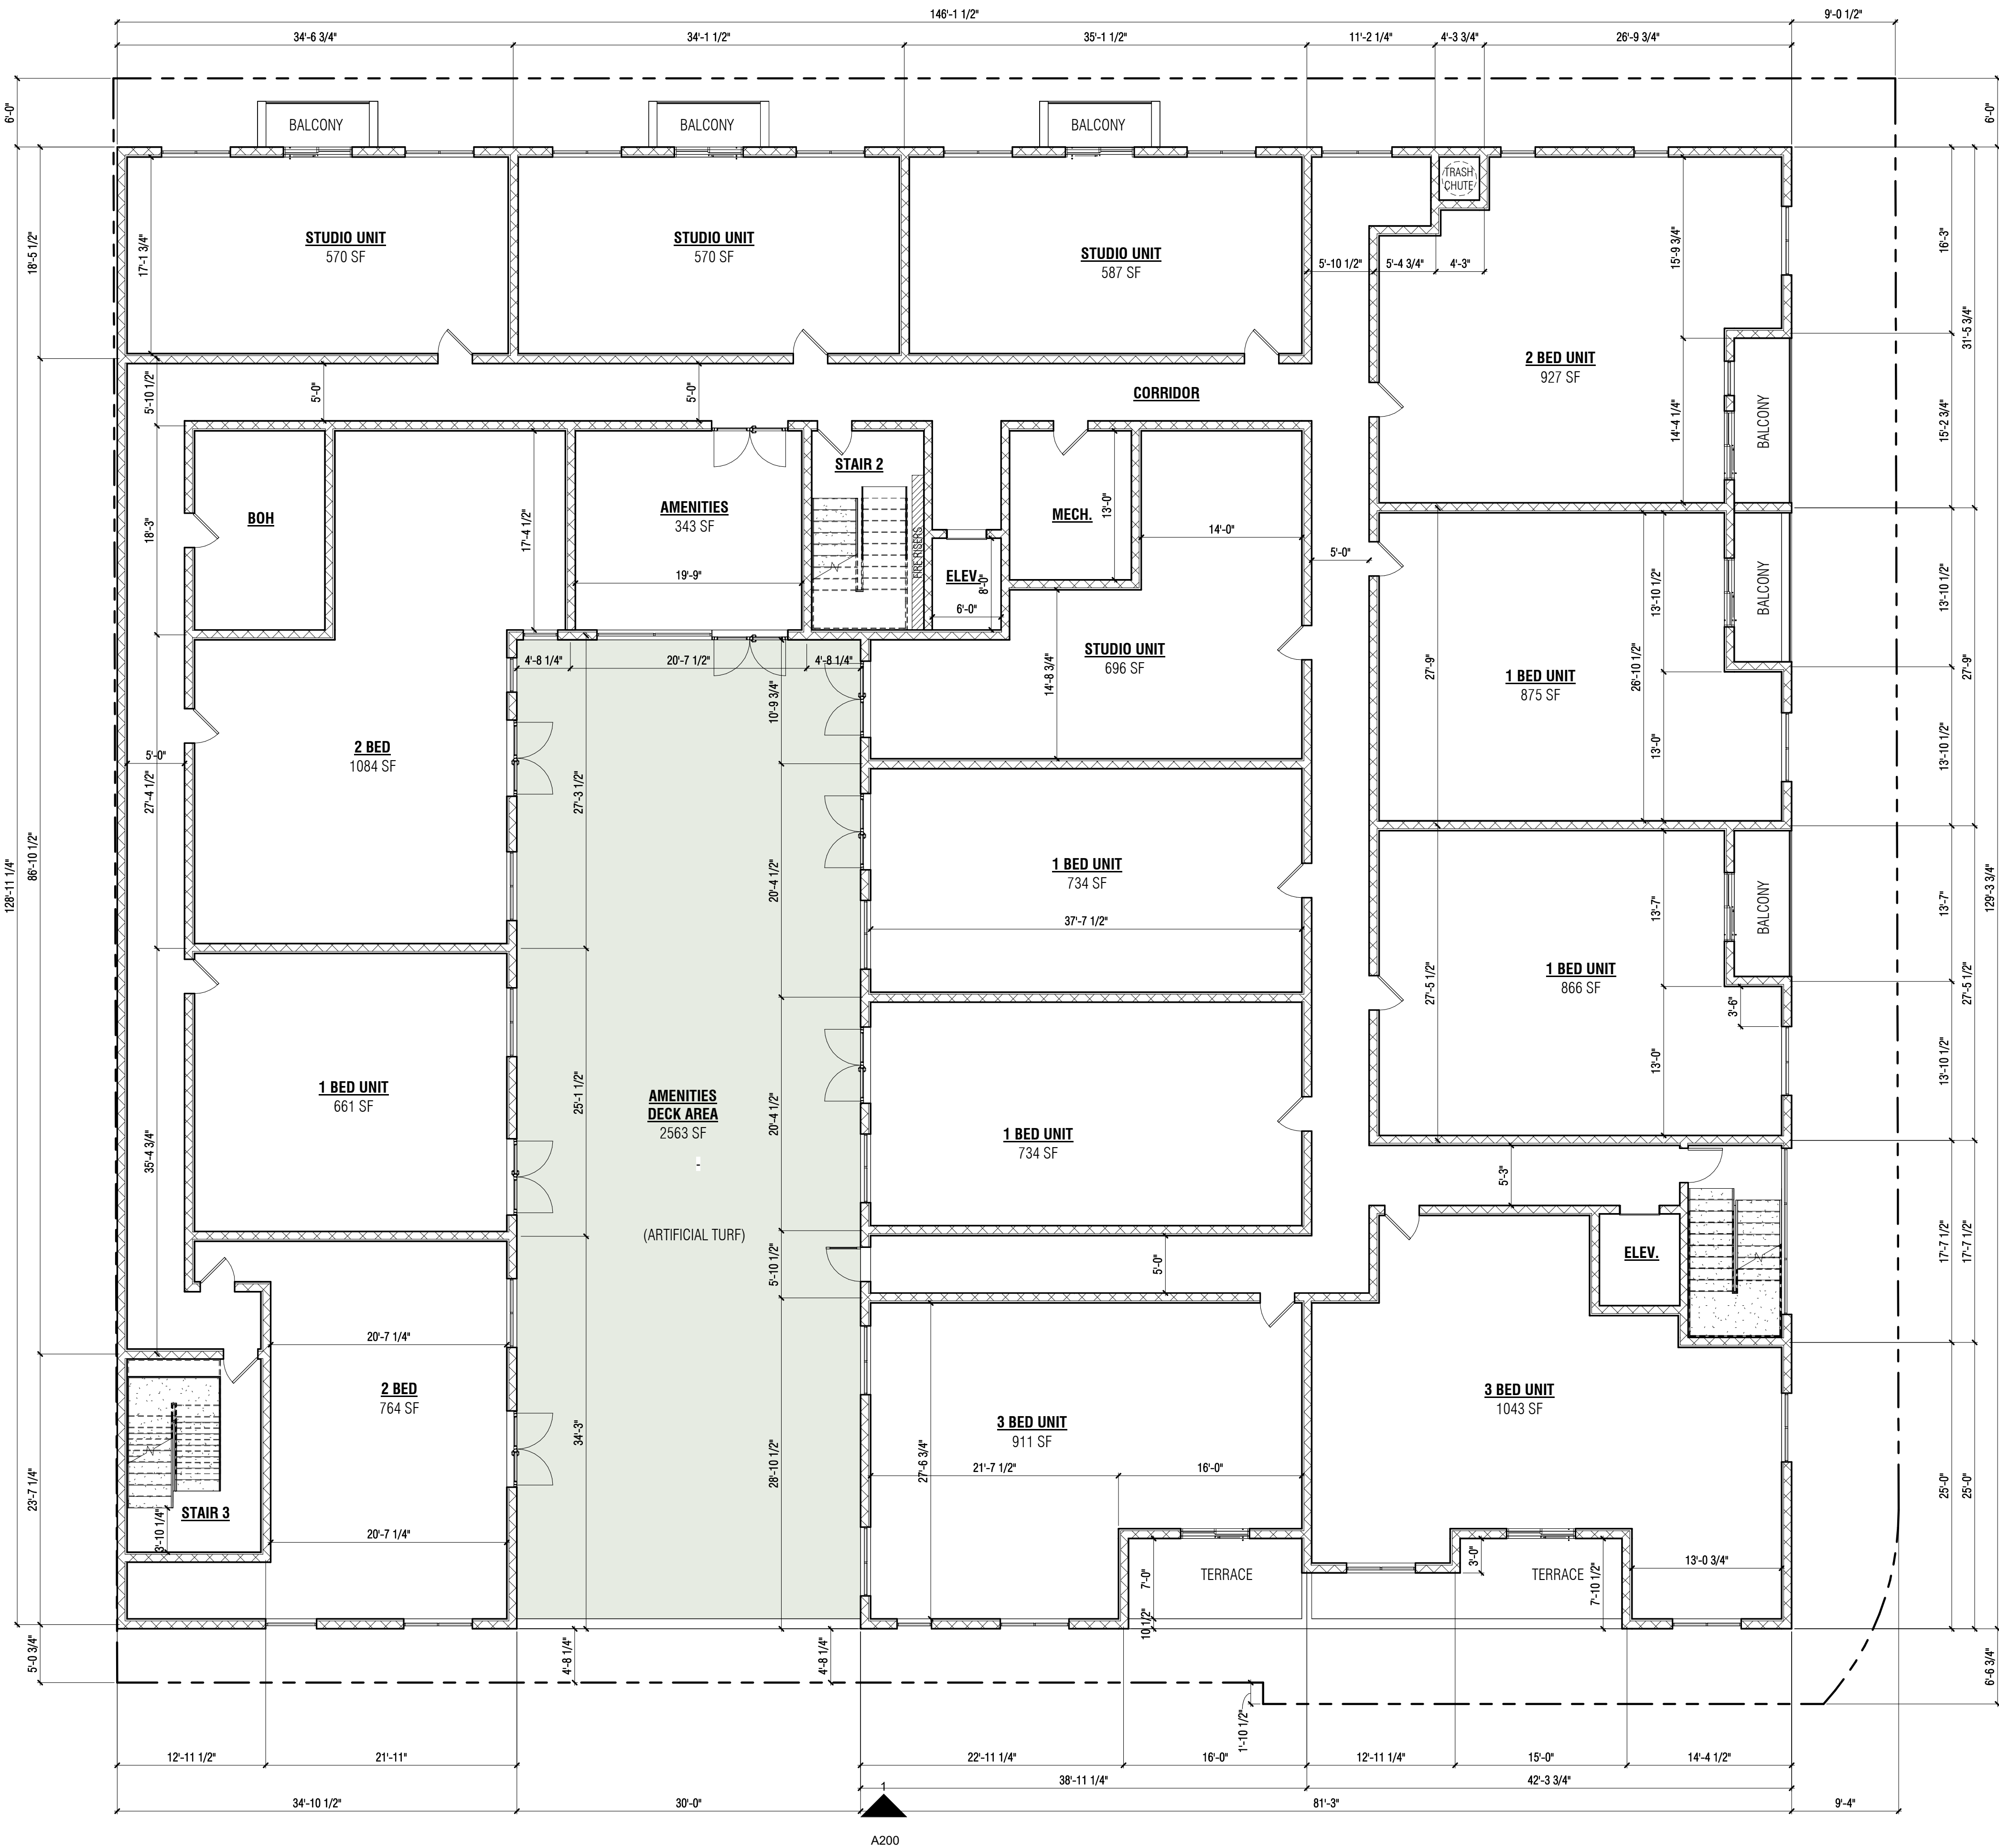 146'-1 1/2"
9'-0 1/2"
34'-6 3/4"
34'-1 1/2"
35'-1 1/2"
11'-2 1/4"
4'-3 3/4"
26'-9 3/4"
6'-0"
6'-0"
BALCONY
BALCONY
BALCONY
TRASH
CHUTE
18'-5 1/2"
17'-1 3/4"
STUDIO UNIT
570 SF
STUDIO UNIT
570 SF
STUDIO UNIT
587 SF
15'-9 3/4"
16'-3"
5'-10 1/2"
5'-4 3/4"
4'-3"
31'-5 3/4"
2 BED UNIT
927 SF
5'-10 1/2"
5'-0"
5'-0"
CORRIDOR
14'-4 1/4"
BALCONY
15'-2 3/4"
BOH
18'-3"
17'-4 1/2"
AMENITIES
343 SF
19'-9"
STAIR 2
FIRE RISERS
ELEV.
8'-0"
6'-0"
MECH.
13'-0"
14'-0"
5'-0"
BALCONY
13'-10 1/2"
13'-10 1/2"
4'-8 1/4"
20'-7 1/2"
4'-8 1/4"
STUDIO UNIT
696 SF
14'-8 3/4"
10'-9 3/4"
27'-9"
26'-10 1/2"
1 BED UNIT
875 SF
27'-9"
2 BED
1084 SF
5'-0"
27'-4 1/2"
27'-3 1/2"
13'-0"
13'-10 1/2"
128'-11 1/4"
86'-10 1/2"
20'-4 1/2"
1 BED UNIT
734 SF
37'-7 1/2"
13'-7"
BALCONY
13'-7"
129'-3 3/4"
1 BED UNIT
866 SF
27'-5 1/2"
27'-5 1/2"
3'-6"
13'-0"
13'-10 1/2"
1 BED UNIT
661 SF
25'-1 1/2"
AMENITIES
DECK AREA
2563 SF
-
20'-4 1/2"
1 BED UNIT
734 SF
35'-4 3/4"
5'-3"
(ARTIFICIAL TURF)
5'-10 1/2"
5'-0"
ELEV.
17'-7 1/2"
17'-7 1/2"
20'-7 1/4"
2 BED
764 SF
34'-3"
28'-10 1/2"
3 BED UNIT
911 SF
27'-6 3/4"
21'-7 1/2"
16'-0"
3 BED UNIT
1043 SF
25'-0"
25'-0"
23'-7 1/4"
STAIR 3
3'-10 1/4"
20'-7 1/4"
7'-0"
10 1/2"
TERRACE
3'-0"
TERRACE
7'-10 1/2"
13'-0 3/4"
5'-0 3/4"
4'-8 1/4"
4'-8 1/4"
6'-6 3/4"
1'-10 1/2"
12'-11 1/2"
21'-11"
22'-11 1/4"
16'-0"
12'-11 1/4"
15'-0"
14'-4 1/2"
38'-11 1/4"
42'-3 3/4"
34'-10 1/2"
30'-0"
1
81'-3"
9'-4"
A200